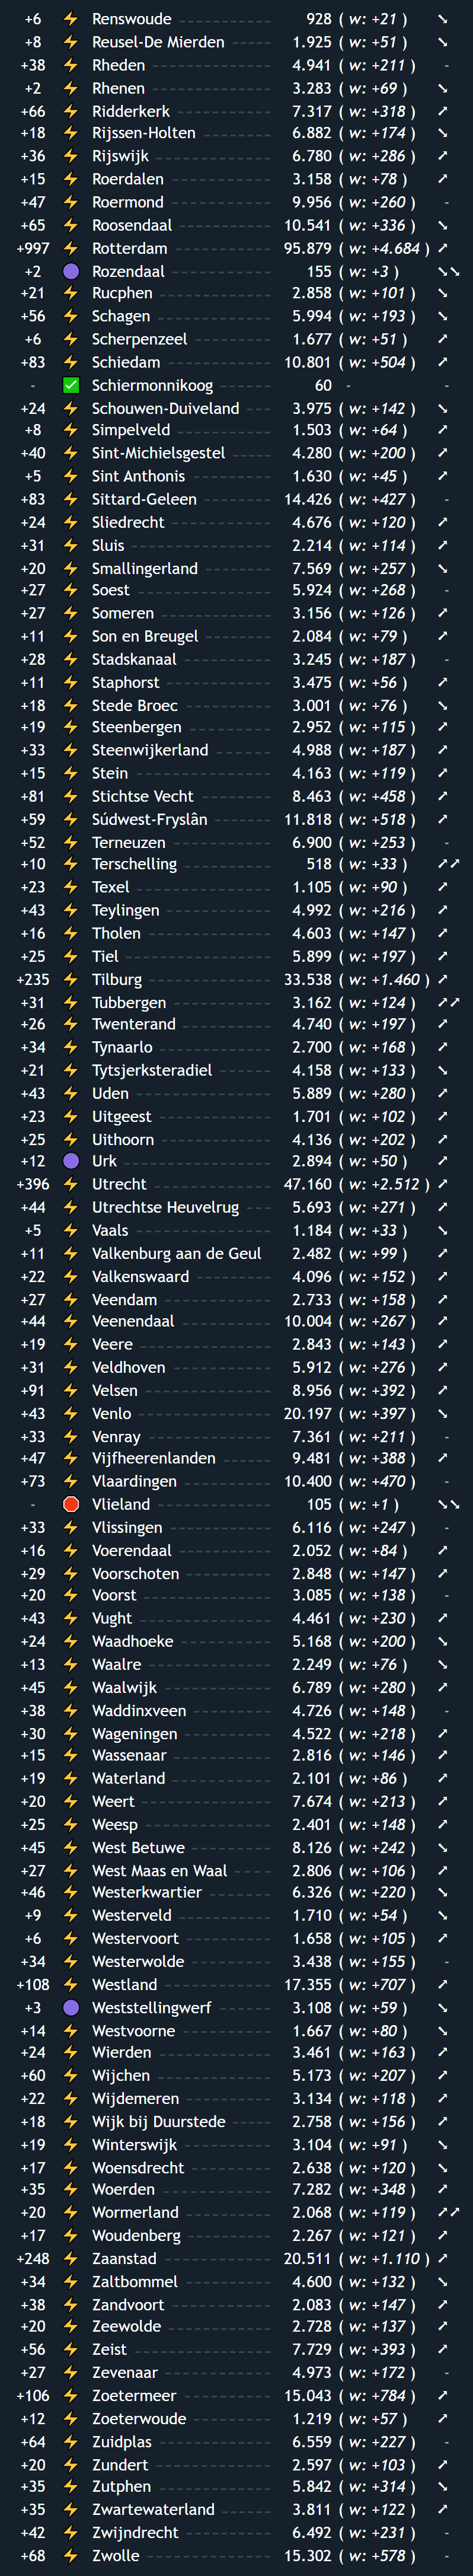 +6 ⚡ Renswoude 928 ( w: +21 ) ↘
+8 ⚡ Reusel-De Mierden 1.925 ( w: +51 ) ↘
+38 ⚡ Rheden 4.941 ( w: +211 ) -
+2 ⚡ Rhenen 3.283 ( w: +69 ) ↘
+66 ⚡ Ridderkerk 7.317 ( w: +318 ) ↗
+18 ⚡ Rijssen-Holten 6.882 ( w: +174 ) ↘
+36 ⚡ Rijswijk 6.780 ( w: +286 ) ↗
+15 ⚡ Roerdalen 3.158 ( w: +78 ) ↗
+47 ⚡ Roermond 9.956 ( w: +260 ) -
+65 ⚡ Roosendaal 10.541 ( w: +336 ) ↘
+997 ⚡ Rotterdam 95.879 ( w: +4.684 ) ↗
+2 🟣 Rozendaal 155 ( w: +3 ) ↘↘
+21 ⚡ Rucphen 2.858 ( w: +101 ) ↘
+56 ⚡ Schagen 5.994 ( w: +193 ) ↘
+6 ⚡ Scherpenzeel 1.677 ( w: +51 ) ↗
+83 ⚡ Schiedam 10.801 ( w: +504 ) ↗
- ✅ Schiermonnikoog 60 - -
+24 ⚡ Schouwen-Duiveland 3.975 ( w: +142 ) ↘
+8 ⚡ Simpelveld 1.503 ( w: +64 ) ↗
+40 ⚡ Sint-Michielsgestel 4.280 ( w: +200 ) ↗
+5 ⚡ Sint Anthonis 1.630 ( w: +45 ) ↗
+83 ⚡ Sittard-Geleen 14.426 ( w: +427 ) -
+24 ⚡ Sliedrecht 4.676 ( w: +120 ) ↗
+31 ⚡ Sluis 2.214 ( w: +114 ) ↗
+20 ⚡ Smallingerland 7.569 ( w: +257 ) ↘
+27 ⚡ Soest 5.924 ( w: +268 ) -
+27 ⚡ Someren 3.156 ( w: +126 ) ↗
+11 ⚡ Son en Breugel 2.084 ( w: +79 ) ↗
+28 ⚡ Stadskanaal 3.245 ( w: +187 ) -
+11 ⚡ Staphorst 3.475 ( w: +56 ) ↗
+18 ⚡ Stede Broec 3.001 ( w: +76 ) ↘
+19 ⚡ Steenbergen 2.952 ( w: +115 ) ↗
+33 ⚡ Steenwijkerland 4.988 ( w: +187 ) ↗
+15 ⚡ Stein 4.163 ( w: +119 ) ↗
+81 ⚡ Stichtse Vecht 8.463 ( w: +458 ) ↗
+59 ⚡ Súdwest-Fryslân 11.818 ( w: +518 ) ↗
+52 ⚡ Terneuzen 6.900 ( w: +253 ) -
+10 ⚡ Terschelling 518 ( w: +33 ) ↗↗
+23 ⚡ Texel 1.105 ( w: +90 ) ↗
+43 ⚡ Teylingen 4.992 ( w: +216 ) ↗
+16 ⚡ Tholen 4.603 ( w: +147 ) ↗
+25 ⚡ Tiel 5.899 ( w: +197 ) ↗
+235 ⚡ Tilburg 33.538 ( w: +1.460 ) ↗
+31 ⚡ Tubbergen 3.162 ( w: +124 ) ↗↗
+26 ⚡ Twenterand 4.740 ( w: +197 ) ↗
+34 ⚡ Tynaarlo 2.700 ( w: +168 ) ↗
+21 ⚡ Tytsjerksteradiel 4.158 ( w: +133 ) ↘
+43 ⚡ Uden 5.889 ( w: +280 ) ↗
+23 ⚡ Uitgeest 1.701 ( w: +102 ) ↗
+25 ⚡ Uithoorn 4.136 ( w: +202 ) ↗
+12 🟣 Urk 2.894 ( w: +50 ) ↗
+396 ⚡ Utrecht 47.160 ( w: +2.512 ) ↗
+44 ⚡ Utrechtse Heuvelrug 5.693 ( w: +271 ) ↗
+5 ⚡ Vaals 1.184 ( w: +33 ) ↘
+11 ⚡ Valkenburg aan de Geul 2.482 ( w: +99 ) ↗
+22 ⚡ Valkenswaard 4.096 ( w: +152 ) ↗
+27 ⚡ Veendam 2.733 ( w: +158 ) ↗
+44 ⚡ Veenendaal 10.004 ( w: +267 ) ↗
+19 ⚡ Veere 2.843 ( w: +143 ) ↗
+31 ⚡ Veldhoven 5.912 ( w: +276 ) ↗
+91 ⚡ Velsen 8.956 ( w: +392 ) ↗
+43 ⚡ Venlo 20.197 ( w: +397 ) ↘
+33 ⚡ Venray 7.361 ( w: +211 ) -
+47 ⚡ Vijfheerenlanden 9.481 ( w: +388 ) ↗
+73 ⚡ Vlaardingen 10.400 ( w: +470 ) -
- 🔴 Vlieland 105 ( w: +1 ) ↘↘
+33 ⚡ Vlissingen 6.116 ( w: +247 ) -
+16 ⚡ Voerendaal 2.052 ( w: +84 ) ↗
+29 ⚡ Voorschoten 2.848 ( w: +147 ) ↗
+20 ⚡ Voorst 3.085 ( w: +138 ) -
+43 ⚡ Vught 4.461 ( w: +230 ) ↗
+24 ⚡ Waadhoeke 5.168 ( w: +200 ) ↘
+13 ⚡ Waalre 2.249 ( w: +76 ) ↘
+45 ⚡ Waalwijk 6.789 ( w: +280 ) ↗
+38 ⚡ Waddinxveen 4.726 ( w: +148 ) -
+30 ⚡ Wageningen 4.522 ( w: +218 ) ↗
+15 ⚡ Wassenaar 2.816 ( w: +146 ) ↗
+19 ⚡ Waterland 2.101 ( w: +86 ) ↗
+20 ⚡ Weert 7.674 ( w: +213 ) ↗
+25 ⚡ Weesp 2.401 ( w: +148 ) ↗
+45 ⚡ West Betuwe 8.126 ( w: +242 ) ↘
+27 ⚡ West Maas en Waal 2.806 ( w: +106 ) ↗
+46 ⚡ Westerkwartier 6.326 ( w: +220 ) ↘
+9 ⚡ Westerveld 1.710 ( w: +54 ) ↘
+6 ⚡ Westervoort 1.658 ( w: +105 ) ↗
+34 ⚡ Westerwolde 3.438 ( w: +155 ) -
+108 ⚡ Westland 17.355 ( w: +707 ) ↗
+3 🟣 Weststellingwerf 3.108 ( w: +59 ) ↘
+14 ⚡ Westvoorne 1.667 ( w: +80 ) ↘
+24 ⚡ Wierden 3.461 ( w: +163 ) ↗
+60 ⚡ Wijchen 5.173 ( w: +207 ) ↗
+22 ⚡ Wijdemeren 3.134 ( w: +118 ) ↗
+18 ⚡ Wijk bij Duurstede 2.758 ( w: +156 ) ↗
+19 ⚡ Winterswijk 3.104 ( w: +91 ) ↘
+17 ⚡ Woensdrecht 2.638 ( w: +120 ) ↘
+35 ⚡ Woerden 7.282 ( w: +348 ) ↗
+20 ⚡ Wormerland 2.068 ( w: +119 ) ↗↗
+17 ⚡ Woudenberg 2.267 ( w: +121 ) ↗
+248 ⚡ Zaanstad 20.511 ( w: +1.110 ) ↗
+34 ⚡ Zaltbommel 4.600 ( w: +132 ) ↘
+38 ⚡ Zandvoort 2.083 ( w: +147 ) ↗
+20 ⚡ Zeewolde 2.728 ( w: +137 ) ↗
+56 ⚡ Zeist 7.729 ( w: +393 ) ↗
+27 ⚡ Zevenaar 4.973 ( w: +172 ) -
+106 ⚡ Zoetermeer 15.043 ( w: +784 ) ↗
+12 ⚡ Zoeterwoude 1.219 ( w: +57 ) ↗
+64 ⚡ Zuidplas 6.559 ( w: +227 ) -
+20 ⚡ Zundert 2.597 ( w: +103 ) ↗
+35 ⚡ Zutphen 5.842 ( w: +314 ) ↘
+35 ⚡ Zwartewaterland 3.811 ( w: +122 ) ↗
+42 ⚡ Zwijndrecht 6.492 ( w: +231 ) -
+68 ⚡ Zwolle 15.302 ( w: +578 ) -